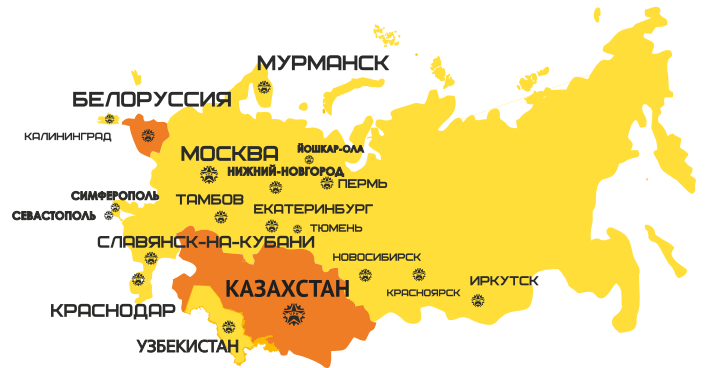 МУРМАНСК
БЕЛОРУССИЯ
КАЛИНИНГРАД
МОСКВА
ЙОШКАР-ОЛА
НИЖНИЙ-НОВГОРОД
ПЕРМЬ
СИМФЕРОПОЛЬ
ТАМБОВ
ЕКАТЕРИНБУРГ
СЕВАСТОПОЛЬ
ТЮМЕНЬ
СЛАВЯНСК-НА-КУБАНИ
НОВОСИБИРСК
КАЗАХСТАН
КРАСНОЯРСК
ИРКУТСК
КРАСНОДАР
УЗБЕКИСТАН